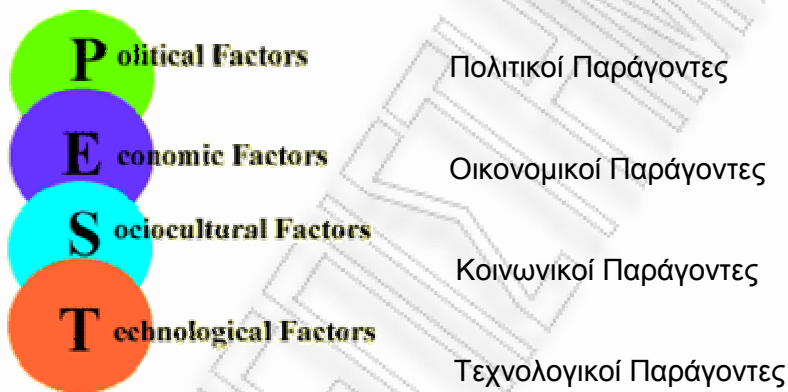 Political Factors
Πολιτικοί Παράγοντες
Economic Factors
Οικονομικοί Παράγοντες
Sociocultural Factors
Κοινωνικοί Παράγοντες
Technological Factors
Τεχνολογικοί Παράγοντες